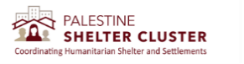 PALESTINE
SHELTER CLUSTER
Coordinating Humanitarian Shelter and Settlements